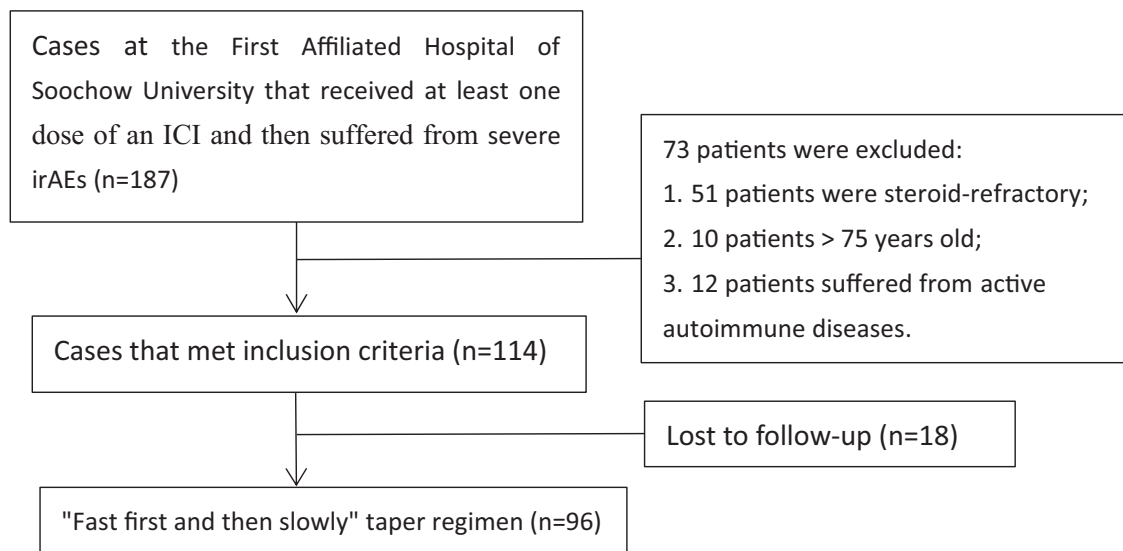 Cases at the First Affiliated Hospital of
Soochow University that received at least one
dose of an ICI and then suffered from severe
irAEs (n=187)
73 patients were excluded:
1. 51 patients were steroid-refractory;
2. 10 patients > 75 years old;
3. 12 patients suffered from active
autoimmune diseases.
Cases that met inclusion criteria (n=114)
Lost to follow-up (n=18)
"Fast first and then slowly" taper regimen (n=96)